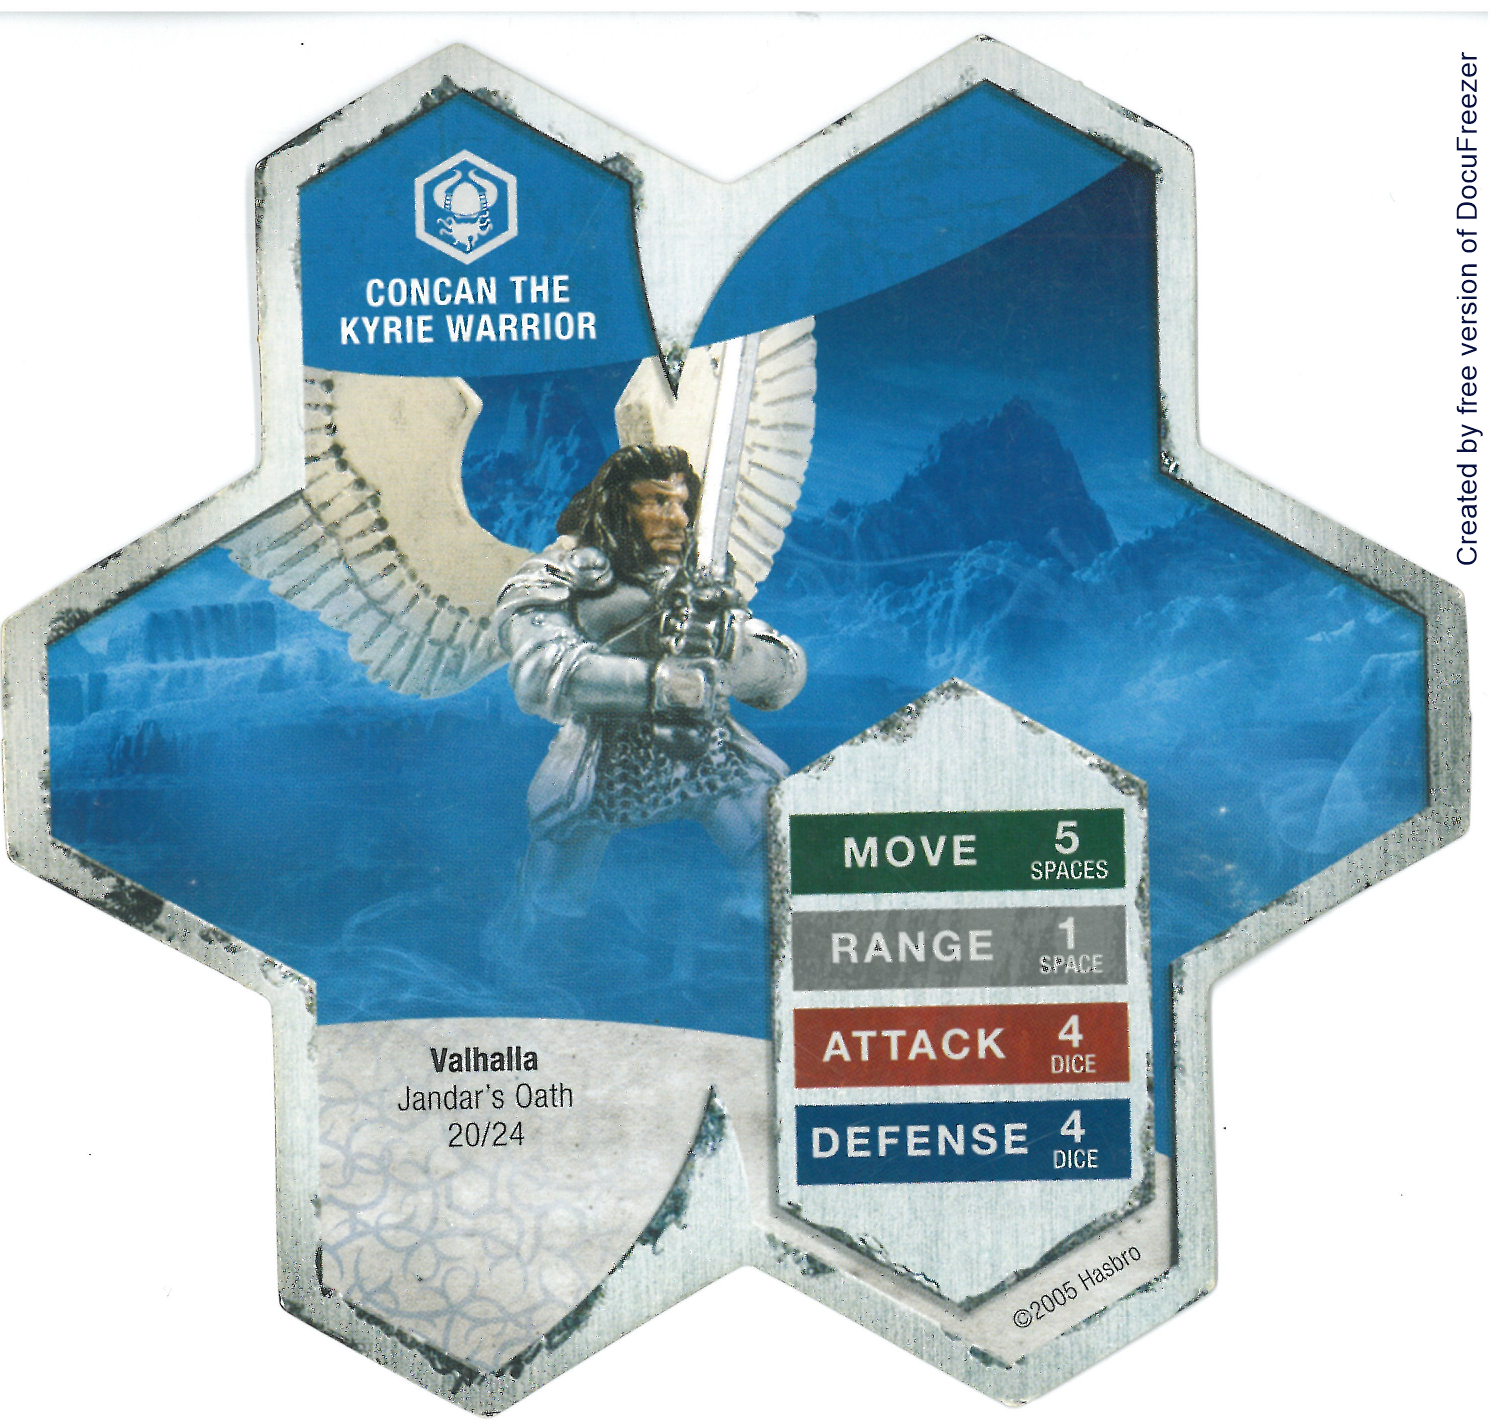 CONCAN THE
KYRIE WARRIOR
MOVE 5
SPACES
RANGE 1
SPACE
ATTACK 4
DICE
DEFENSE 4
DICE
Valhalla
Jandar's Oath
20/24
©2005 Hasbro
Created by free version of DocuFreezer